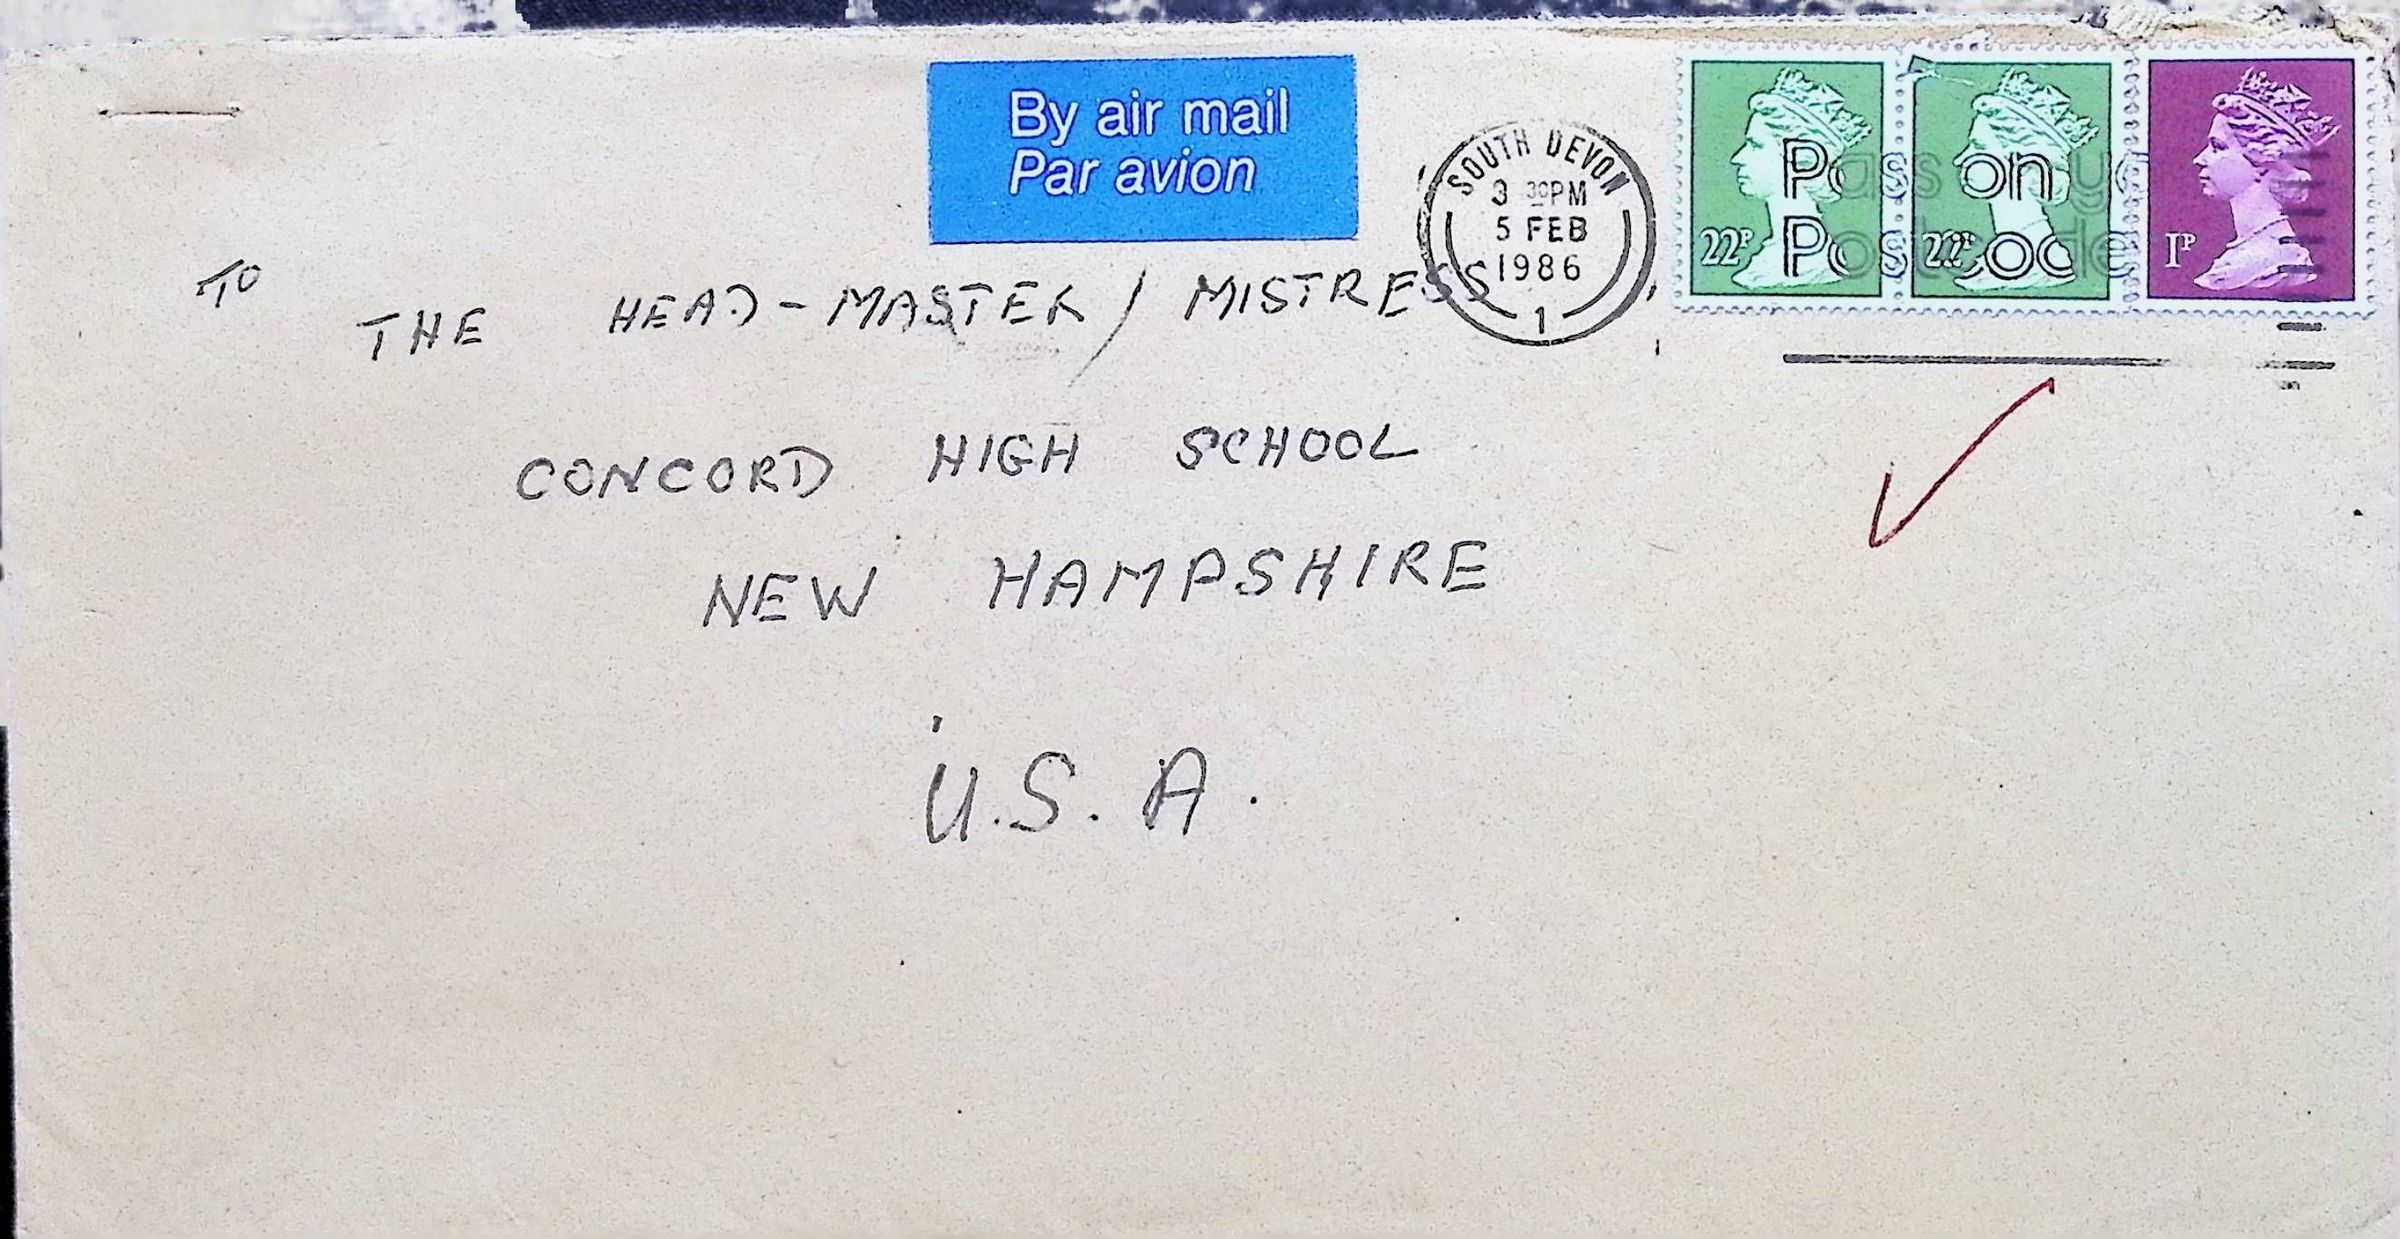 By air mail
Par avion
SOUTH DEVON
3 30PM
5 FEB
1986
1
22P
22P
1P
Pass on
Postcode
TO
THE HEAD-MASTER / MISTRESS
CONCORD HIGH SCHOOL
NEW HAMPSHIRE
U.S.A.